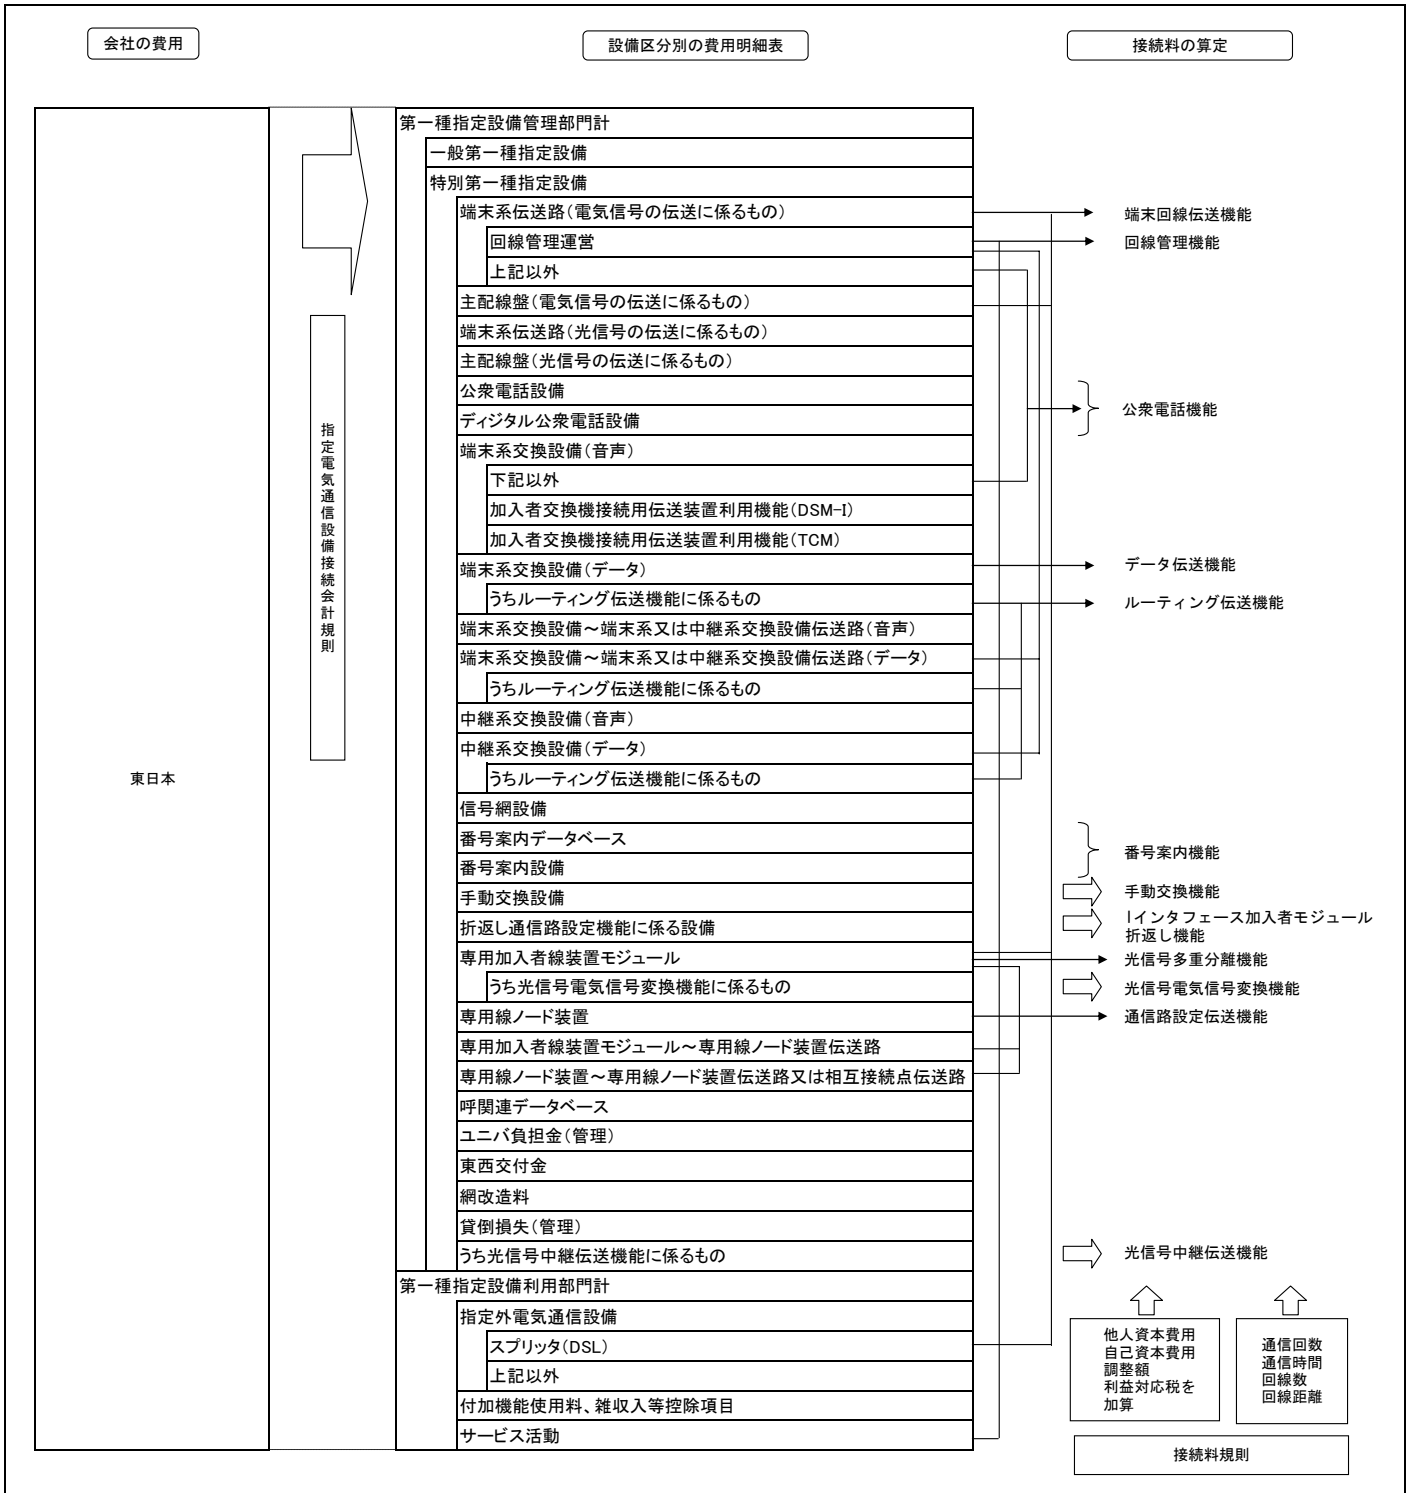 会社の費用
設備区分別の費用明細表
接続料の算定
東日本
指定電気通信設備接続会計規則
第一種指定設備管理部門計
一般第一種指定設備
特別第一種指定設備
端末系伝送路(電気信号の伝送に係るもの)
回線管理運営
上記以外
主配線盤(電気信号の伝送に係るもの)
端末系伝送路(光信号の伝送に係るもの)
主配線盤(光信号の伝送に係るもの)
公衆電話設備
ディジタル公衆電話設備
端末系交換設備(音声)
下記以外
加入者交換機接続用伝送装置利用機能(DSM-I)
加入者交換機接続用伝送装置利用機能(TCM)
端末系交換設備(データ)
うちルーティング伝送機能に係るもの
端末系交換設備~端末系又は中継系交換設備伝送路(音声)
端末系交換設備~端末系又は中継系交換設備伝送路(データ)
うちルーティング伝送機能に係るもの
中継系交換設備(音声)
中継系交換設備(データ)
うちルーティング伝送機能に係るもの
信号網設備
番号案内データベース
番号案内設備
手動交換設備
折返し通信路設定機能に係る設備
専用加入者線装置モジュール
うち光信号電気信号変換機能に係るもの
専用線ノード装置
専用加入者線装置モジュール~専用線ノード装置伝送路
専用線ノード装置~専用線ノード装置伝送路又は相互接続点伝送路
呼関連データベース
ユニバ負担金(管理)
東西交付金
網改造料
貸倒損失(管理)
うち光信号中継伝送機能に係るもの
第一種指定設備利用部門計
指定外電気通信設備
スプリッタ(DSL)
上記以外
付加機能使用料、雑収入等控除項目
サービス活動
端末回線伝送機能
回線管理機能
公衆電話機能
データ伝送機能
ルーティング伝送機能
番号案内機能
手動交換機能
Iインタフェース加入者モジュール
折返し機能
光信号多重分離機能
光信号電気信号変換機能
通信路設定伝送機能
光信号中継伝送機能
他人資本費用
自己資本費用
調整額
利益対応税を
加算
通信回数
通信時間
回線数
回線距離
接続料規則